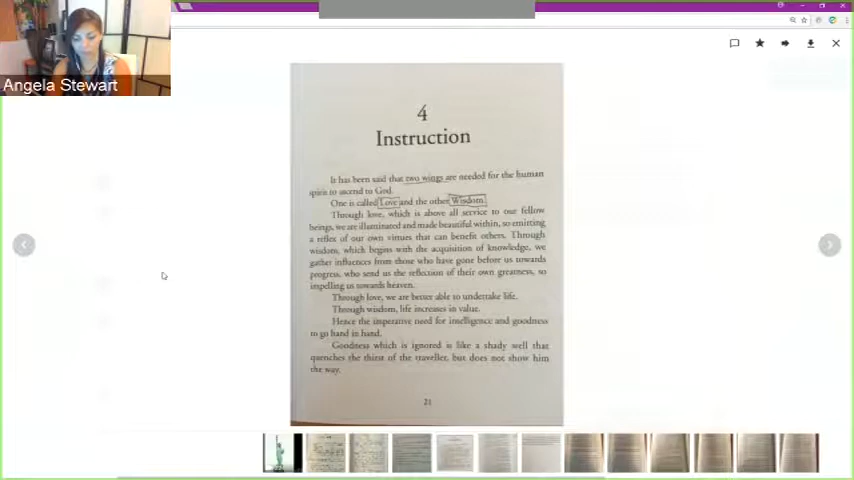 Angela Stewart
4
Instruction
It has been said that two wings are needed for the human
spirit to ascend to God.
One is called Love and the other Wisdom.
Through love, which is above all service to our fellow
beings, we are illuminated and made beautiful within, so emitting
a reflex of our own virtues that can benefit others. Through
wisdom, which begins with the acquisition of knowledge, we
gather influences from those who have gone before us towards
progress, who send us the reflection of their own greatness, so
impelling us towards heaven.
Through love, we are better able to undertake life.
Through wisdom, life increases in value.
Hence the imperative need for intelligence and goodness
to go hand in hand.
Goodness which is ignored is like a shady well that
quenches the thirst of the traveller, but does not show him
the way.
21